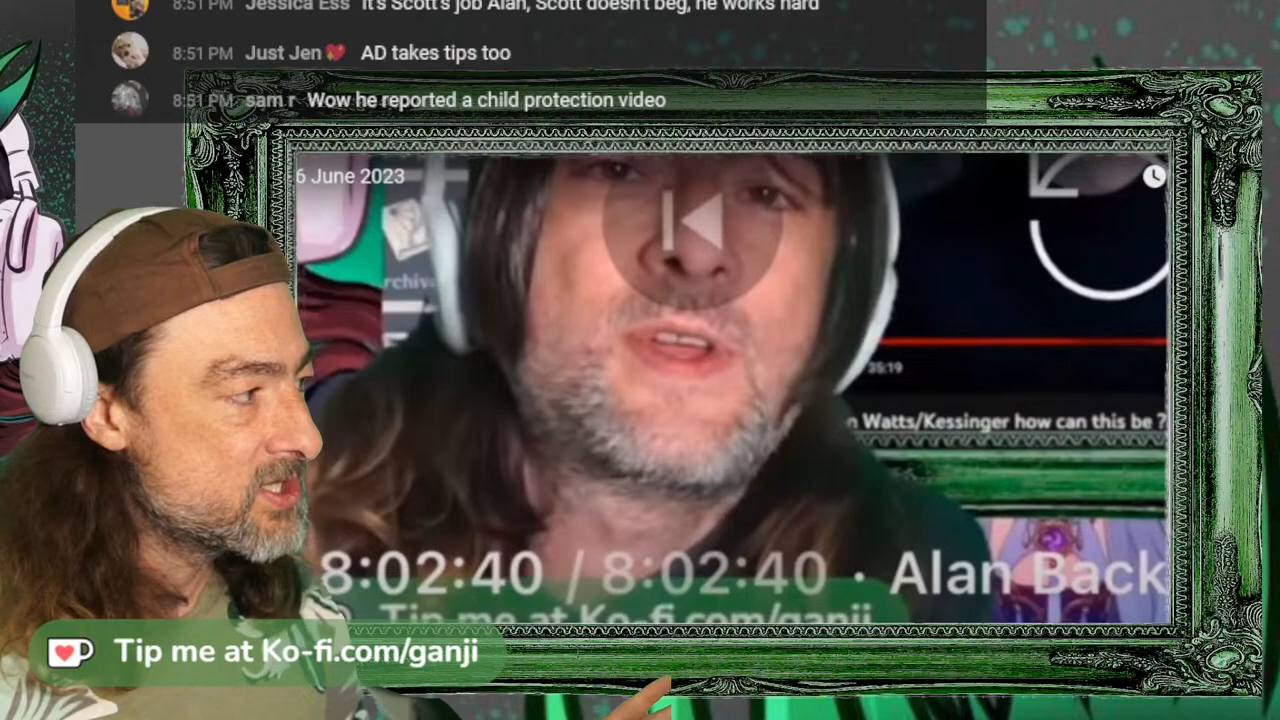 8:51 PM Jessica Ess It's Scott's job Alan, Scott doesn't beg, he works hard
8:51 PM Just Jen AD takes tips too
8:51 PM sam r Wow he reported a child protection video
6 June 2023
35:19
Watts/Kessinger how can this be ?
8:02:40 / 8:02:40 · Alan Back
Tip me at Ko-fi.com/ganji
Tip me at Ko-fi.com/ganji